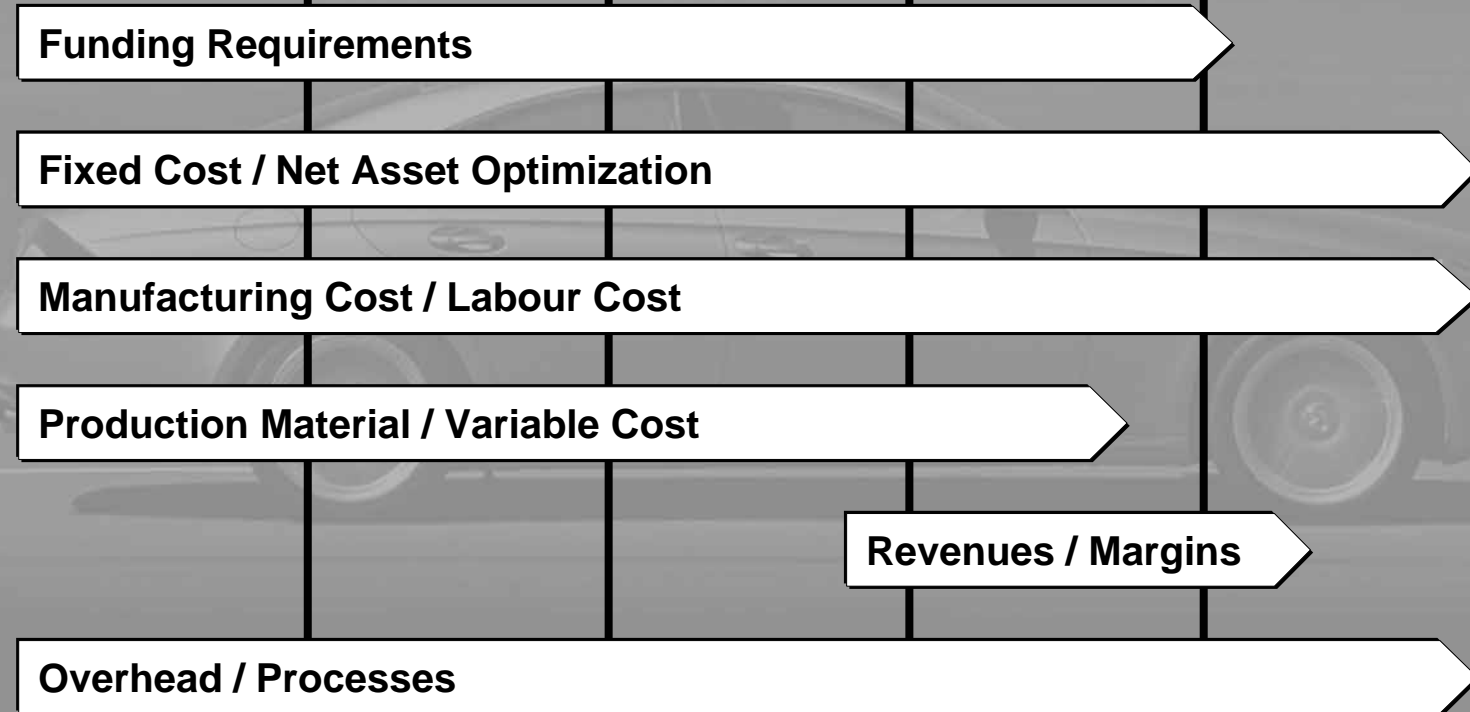 Funding Requirements
Fixed Cost / Net Asset Optimization
Manufacturing Cost / Labour Cost
Production Material / Variable Cost
Revenues / Margins
Overhead / Processes